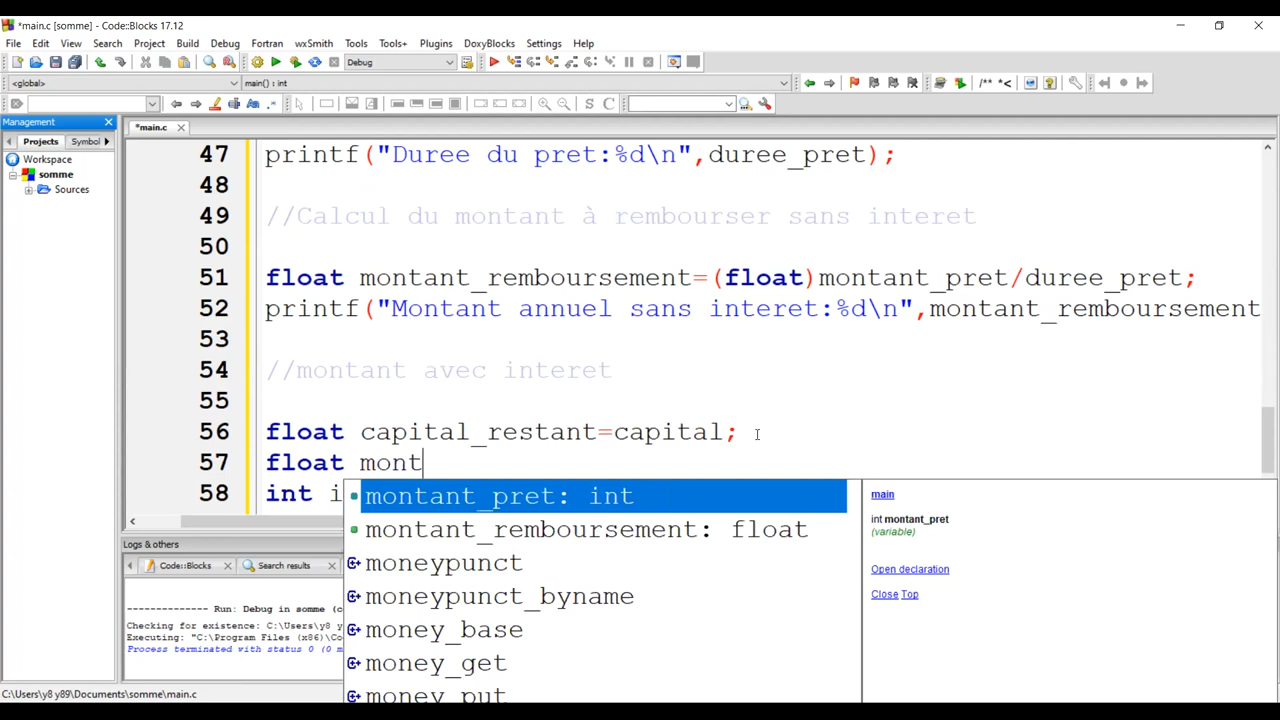 *main.c [somme] - Code::Blocks 17.12
File Edit View Search Project Build Debug Fortran wxSmith Tools Tools+ Plugins DoxyBlocks Settings Help
Debug
<global> main() : int
/** *<
S C
Management
Projects Symbol
Workspace
somme
Sources
*main.c
47 printf("Duree du pret:%d\n",duree_pret);
48
49 //Calcul du montant à rembourser sans interet
50
51 float montant_remboursement=(float)montant_pret/duree_pret;
52 printf("Montant annuel sans interet:%d\n",montant_remboursement
53
54 //montant avec interet
55
56 float capital_restant=capital;
57 float mont
58 int i
montant_pret: int
montant_remboursement: float
moneypunct
moneypunct_byname
money_base
money_get
money_put
main
int montant_pret
(variable)
Open declaration
Close Top
Logs & others
Code::Blocks Search results
-------------- Run: Debug in somme (c
Checking for existence: C:\Users\y8 y
Executing: "C:\Program Files (x86)\Co
Process terminated with status 0 (0 m
C:\Users\y8 y89\Documents\somme\main.c